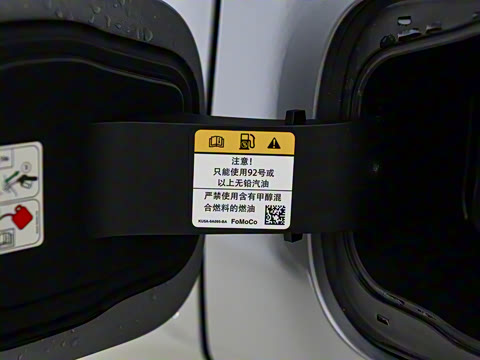 注意！
只能使用92号或
以上无铅汽油
严禁使用含有甲醇混
合燃料的燃油
FoMoCo